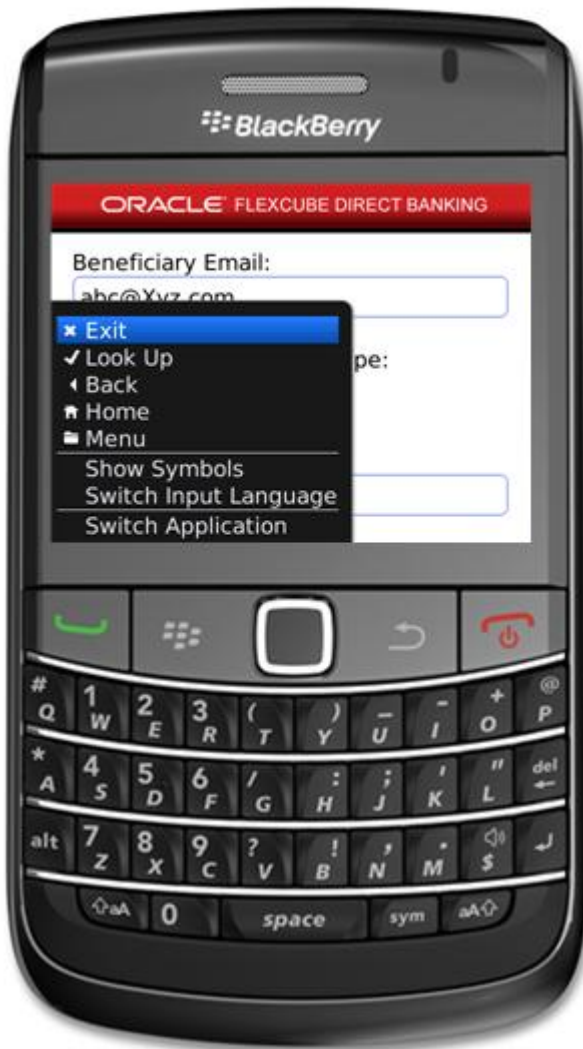 BlackBerry
ORACLE FLEXCUBE DIRECT BANKING
Beneficiary Email:
abc@Xyz.com
Exit
Look Up
pe:
Back
Home
Menu
Show Symbols
Switch Input Language
Switch Application
# Q 1 W 2 E 3 R ( T ) Y _ U - I + O @ P
* A 4 S 5 D 6 F / G : H ; J ' K " L del
alt 7 Z 8 X 9 C ? V ! B , N . M $
aA 0 space sym aA